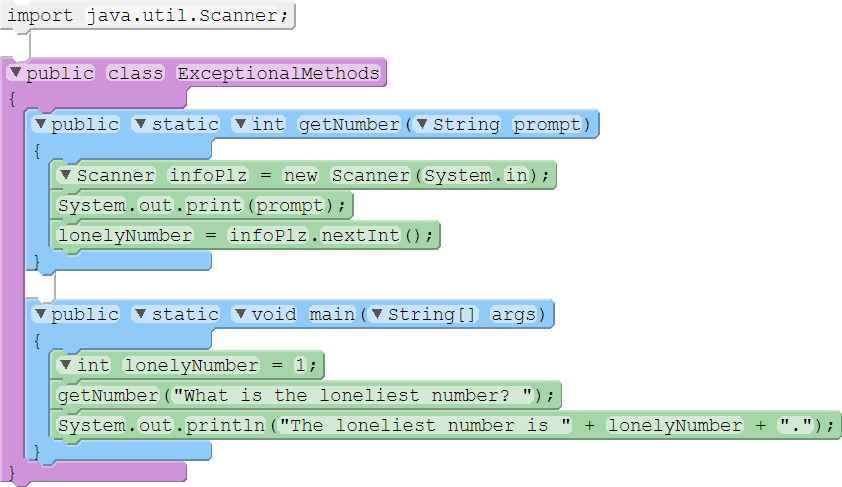 import java.util.Scanner;
public class ExceptionalMethods
{
public static int getNumber(String prompt)
{
Scanner infoPlz = new Scanner(System.in);
System.out.print(prompt);
lonelyNumber = infoPlz.nextInt();
}
public static void main(String[] args)
{
int lonelyNumber = 1;
getNumber("What is the loneliest number? ");
System.out.println("The loneliest number is " + lonelyNumber + ".");
}
}